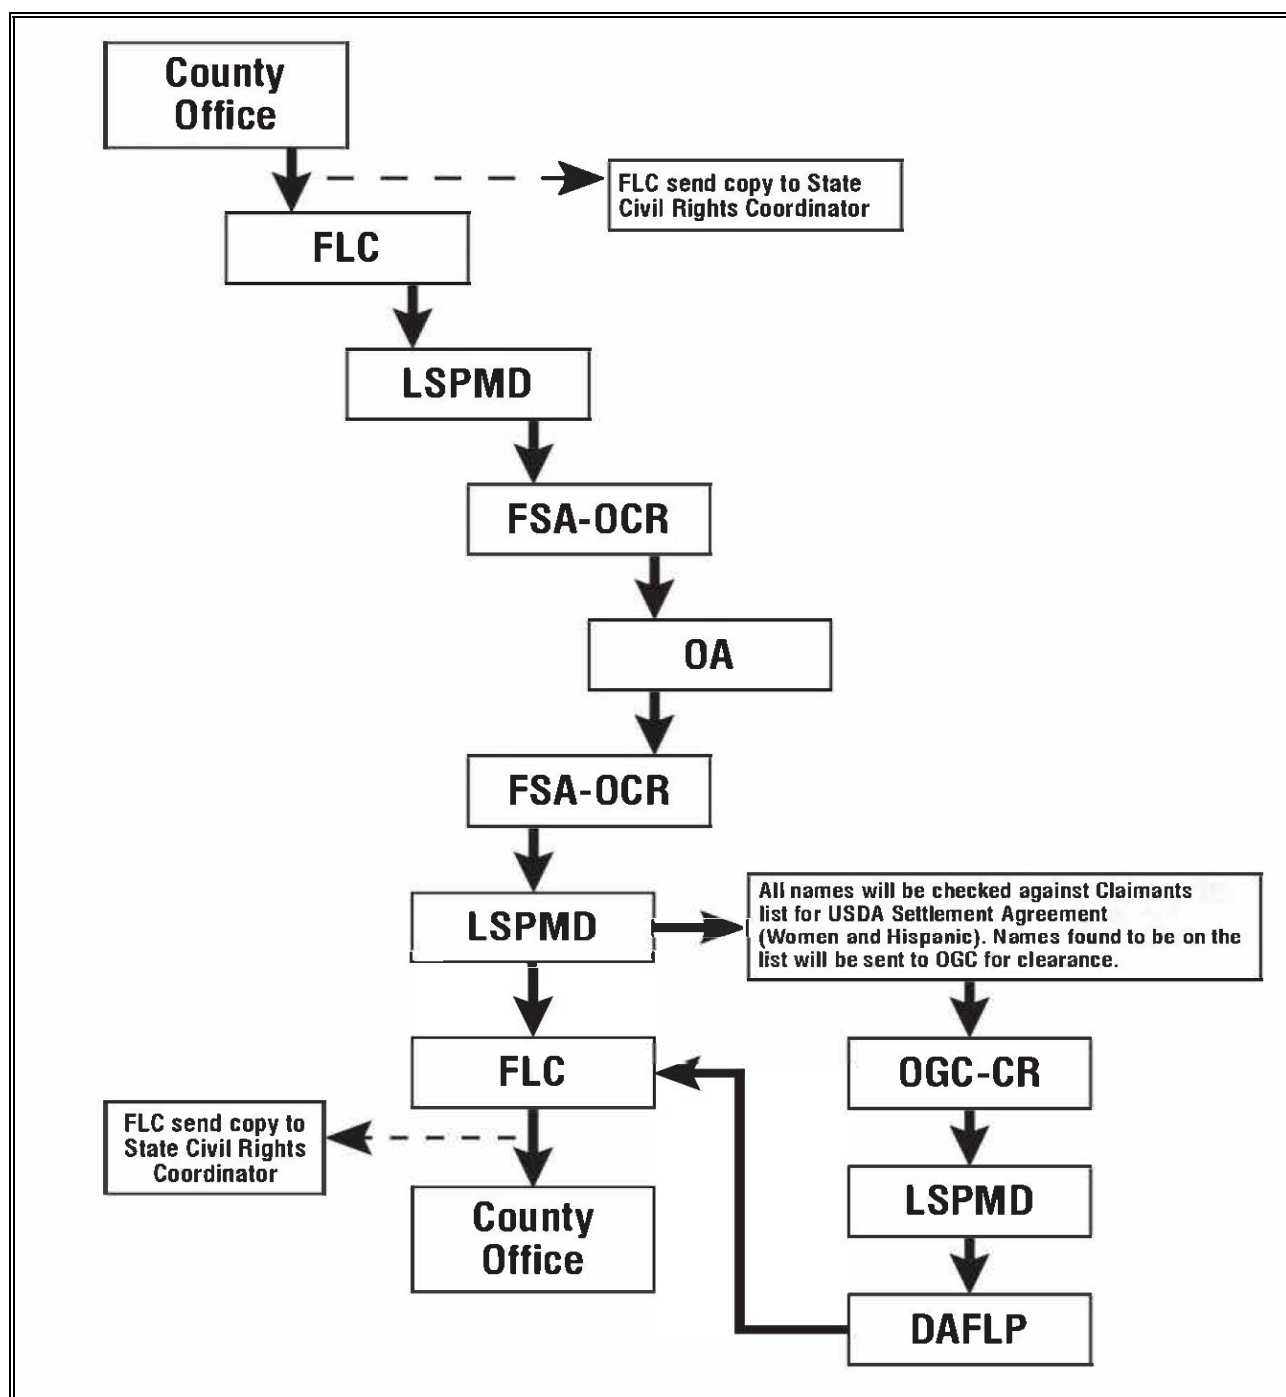 County
Office
FLC send copy to State
Civil Rights Coordinator
FLC
LSPMD
FSA-OCR
OA
FSA-OCR
LSPMD
All names will be checked against Claimants
list for USDA Settlement Agreement
(Women and Hispanic). Names found to be on the
list will be sent to OGC for clearance.
FLC
OGC-CR
FLC send copy to
State Civil Rights
Coordinator
LSPMD
County
Office
DAFLP